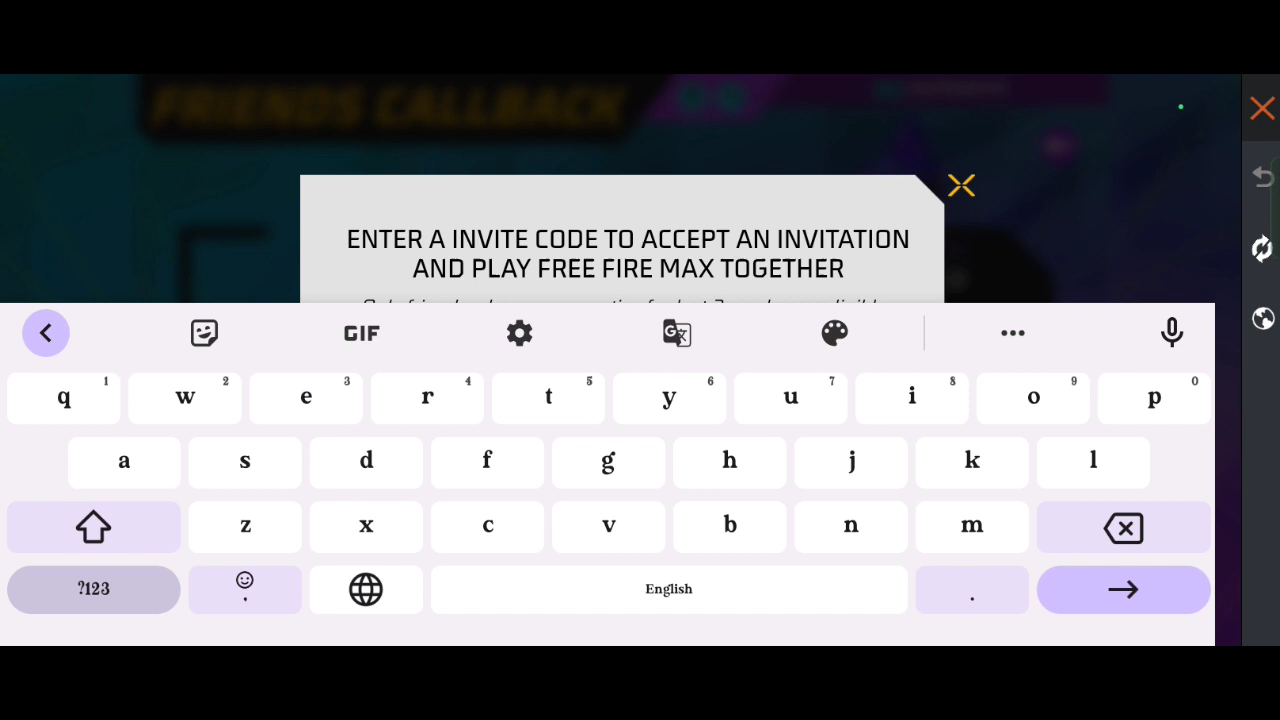 FRIENDS CALLBACK
ENTER A INVITE CODE TO ACCEPT AN INVITATION
AND PLAY FREE FIRE MAX TOGETHER
GIF
q 1 w 2 e 3 r 4 t 5 y 6 u 7 i 8 o 9 p 0
a s d f g h j k l
z x c v b n m
?123 , English .